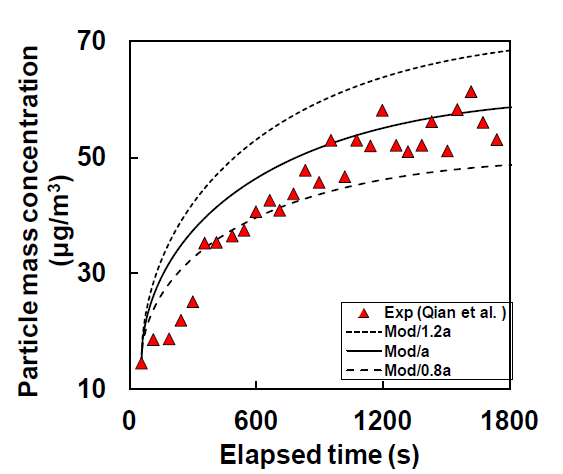 Particle mass concentration
(μg/m³)
70
50
30
10
0
600
1200
1800
Elapsed time (s)
Exp (Qian et al. )
Mod/1.2a
Mod/a
Mod/0.8a